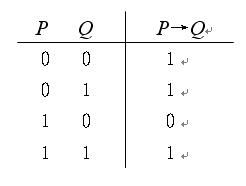 P Q P→Q↵
0 0 1 ↵
0 1 1 ↵
1 0 0 ↵
1 1 1 ↵